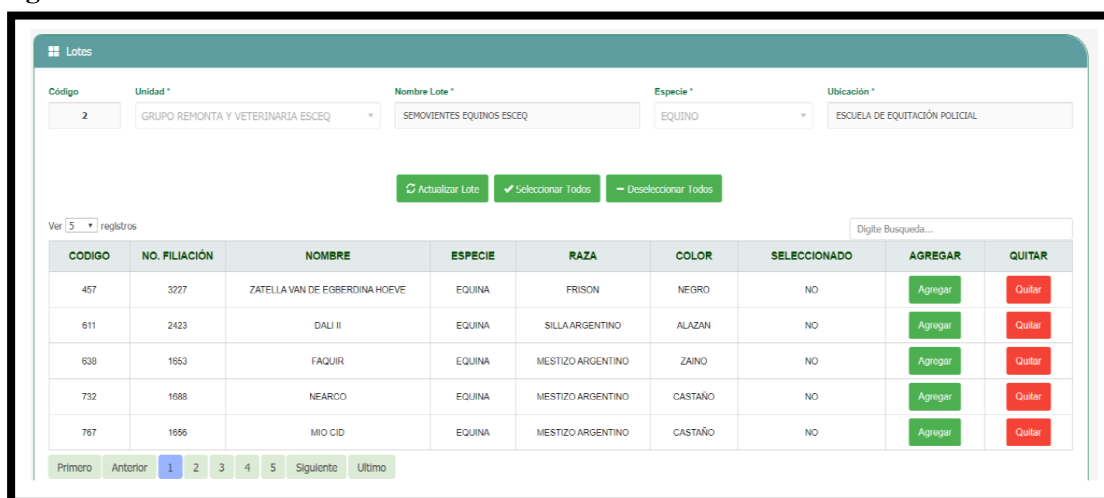 Lotes
Código Unidad * Nombre Lote * Especie * Ubicación *
2 GRUPO REMONTA Y VETERINARIA ESCEQ SEMOVIENTES EQUINOS ESCEQ EQUINO ESCUELA DE EQUITACIÓN POLICIAL
Actualizar Lote Seleccionar Todos Deseleccionar Todos
Ver 5 registros Digite Busqueda...
CODIGO NO. FILIACIÓN NOMBRE ESPECIE RAZA COLOR SELECCIONADO AGREGAR QUITAR
457 3227 ZATELLA VAN DE EGBERDINA HOEVE EQUINA FRISON NEGRO NO Agregar Quitar
611 2423 DALI II EQUINA SILLA ARGENTINO ALAZAN NO Agregar Quitar
638 1653 FAQUIR EQUINA MESTIZO ARGENTINO ZAINO NO Agregar Quitar
732 1688 NEARCO EQUINA MESTIZO ARGENTINO CASTAÑO NO Agregar Quitar
767 1656 MIO CID EQUINA MESTIZO ARGENTINO CASTAÑO NO Agregar Quitar
Primero Anterior 1 2 3 4 5 Siguiente Ultimo